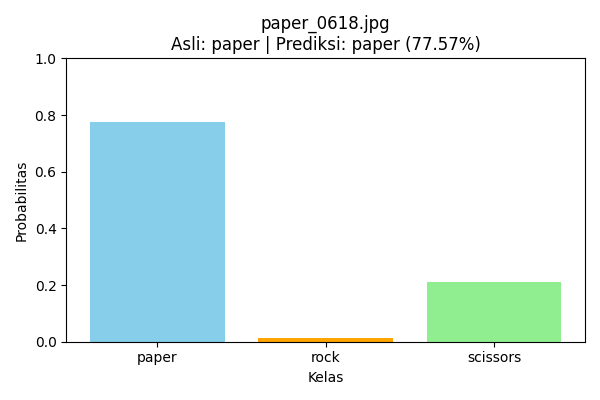 paper_0618.jpg
Asli: paper | Prediksi: paper (77.57%)
1.0
0.8
0.6
0.4
0.2
0.0
Probabilitas
paper rock scissors
Kelas